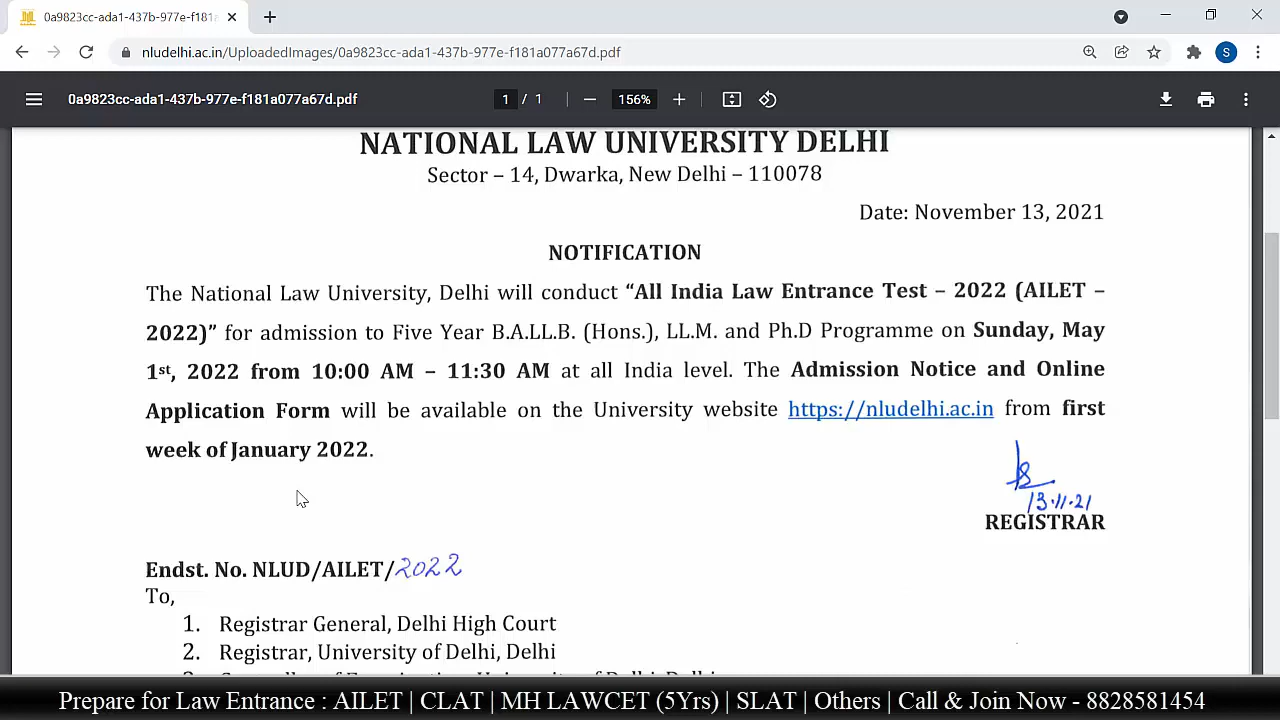 0a9823cc-ada1-437b-977e-f181a
nludelhi.ac.in/UploadedImages/0a9823cc-ada1-437b-977e-f181a077a67d.pdf
S
0a9823cc-ada1-437b-977e-f181a077a67d.pdf
1 / 1
156%
NATIONAL LAW UNIVERSITY DELHI
Sector – 14, Dwarka, New Delhi – 110078
Date: November 13, 2021
NOTIFICATION
The National Law University, Delhi will conduct “All India Law Entrance Test – 2022 (AILET –
2022)” for admission to Five Year B.A.LL.B. (Hons.), LL.M. and Ph.D Programme on Sunday, May
1st, 2022 from 10:00 AM – 11:30 AM at all India level. The Admission Notice and Online
Application Form will be available on the University website https://nludelhi.ac.in from first
week of January 2022.
13.11.21
REGISTRAR
Endst. No. NLUD/AILET/2022
To,
1. Registrar General, Delhi High Court
2. Registrar, University of Delhi, Delhi
Prepare for Law Entrance : AILET | CLAT | MH LAWCET (5Yrs) | SLAT | Others | Call & Join Now - 8828581454